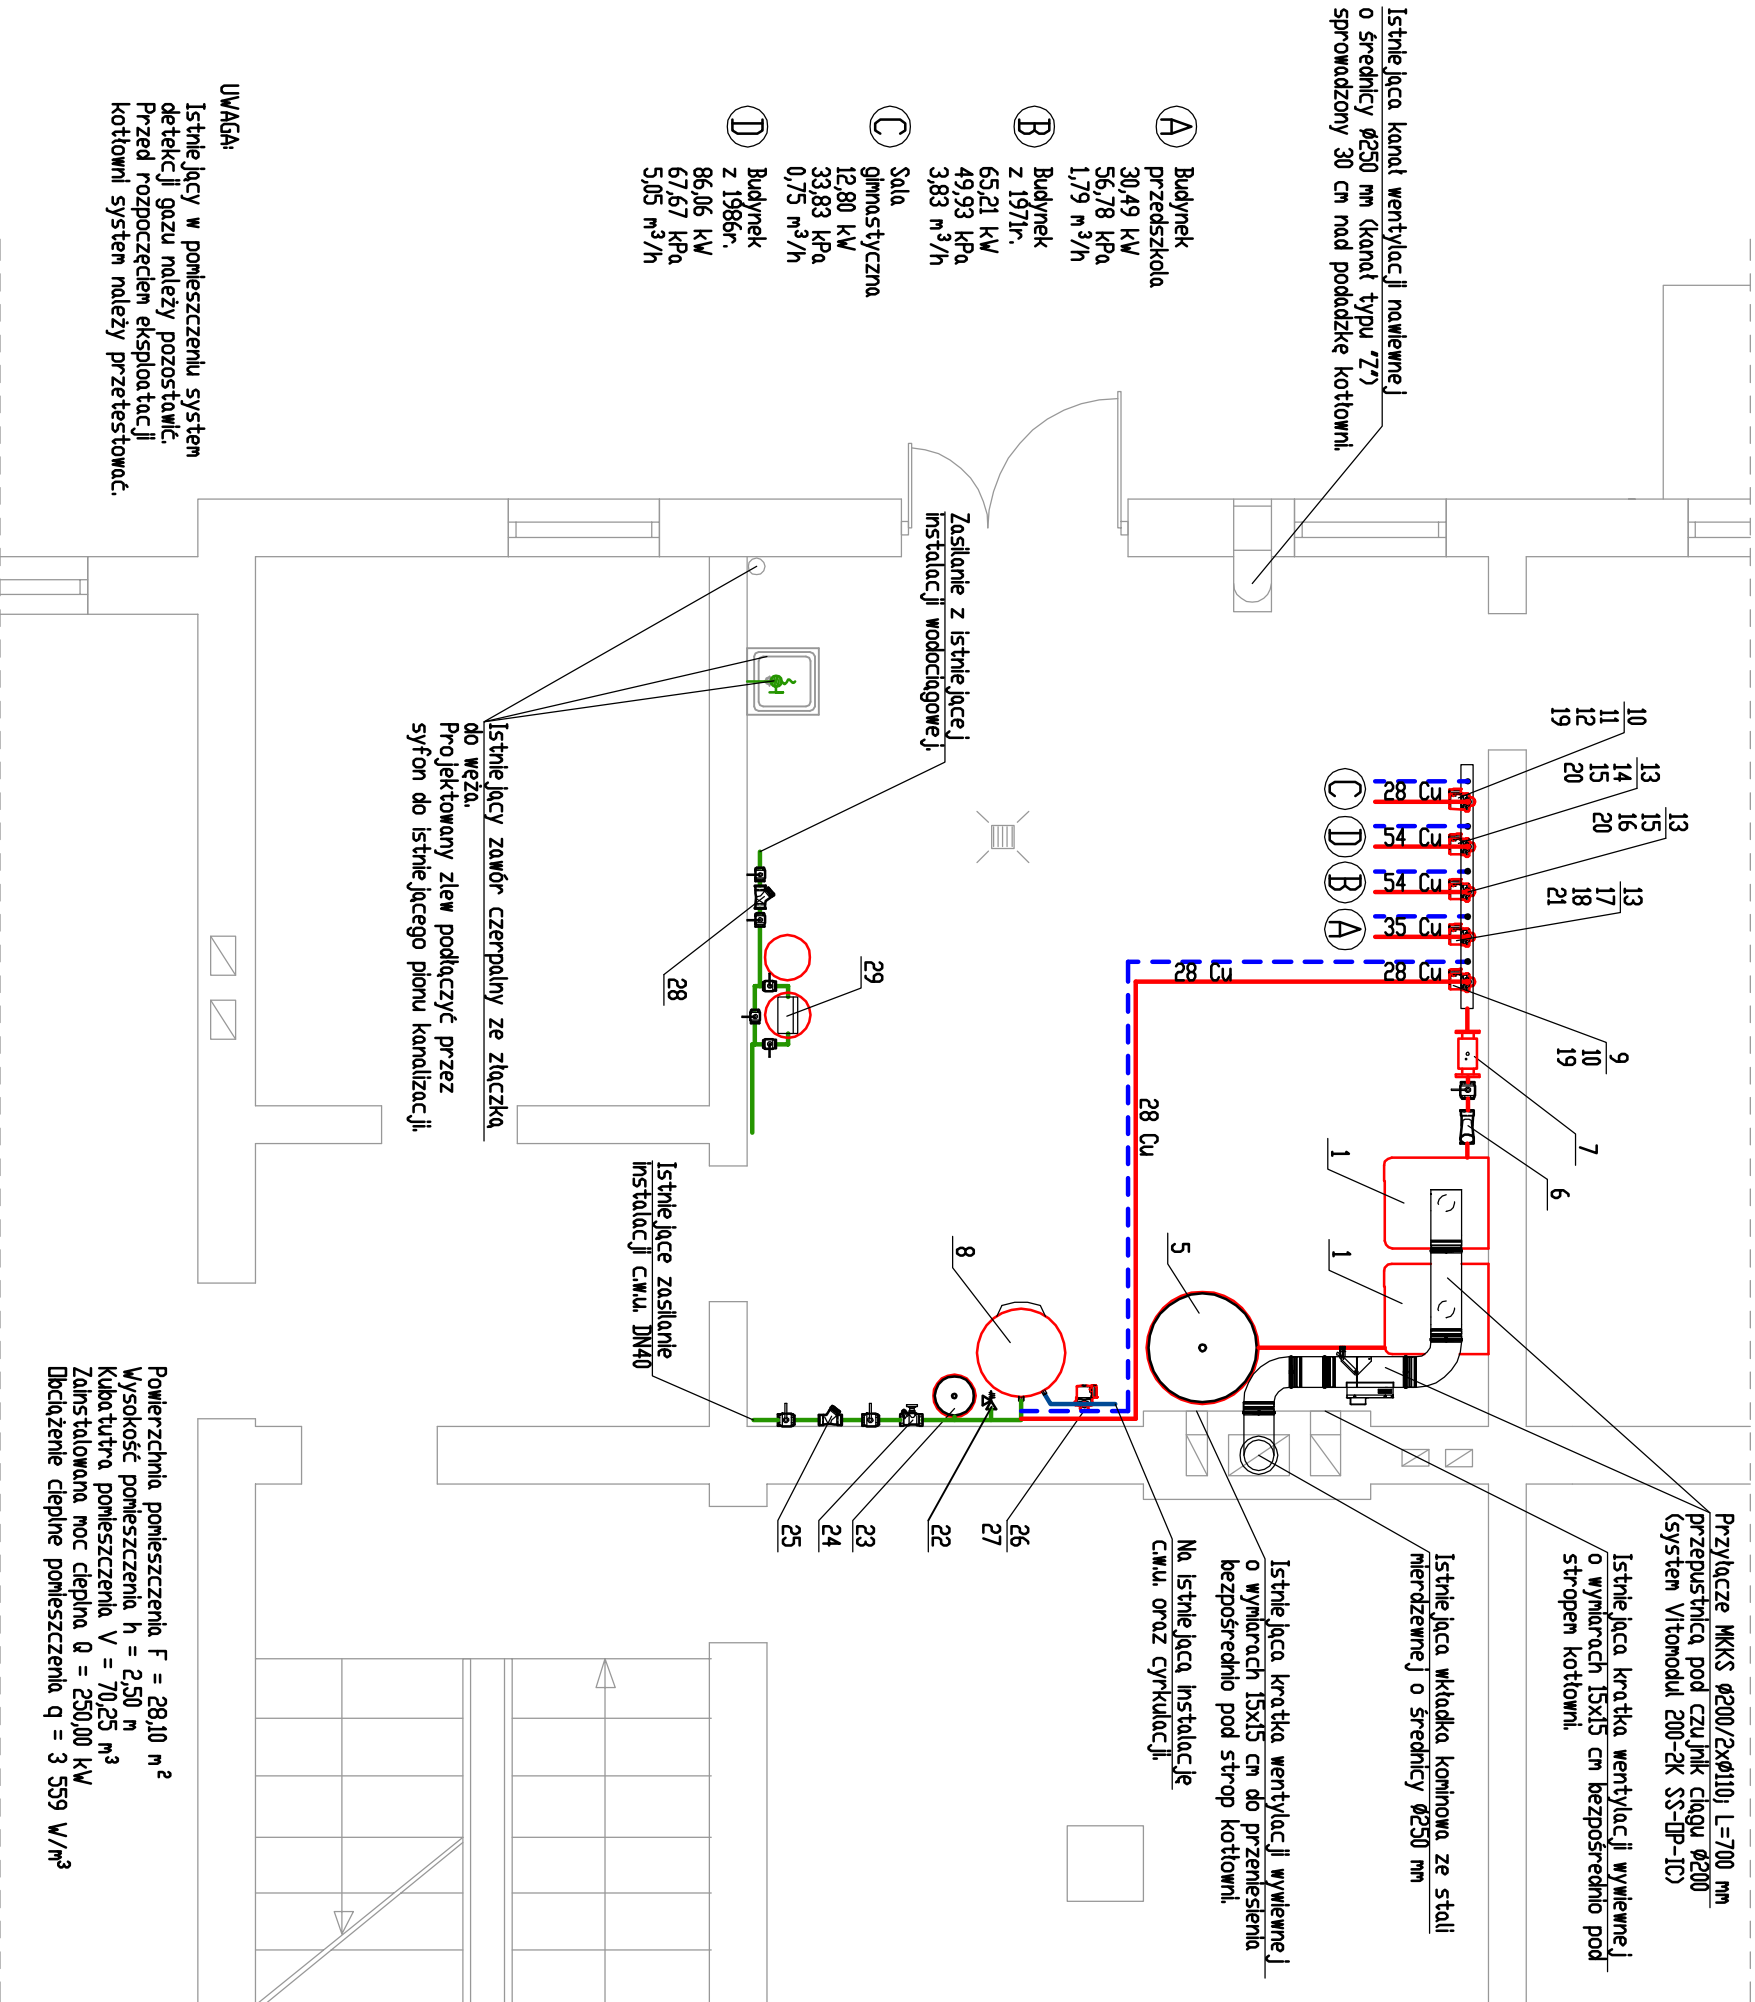 Istniejąca kanał wentylacji nawiewnej
o średnicy Ø250 mm (kanał typu "Z")
sprowadzony 30 cm nad podadzkę kotłowni.
A
Budynek
przedszkola
30,49 kW
56,78 kPa
1,79 m³/h
B
Budynek
z 1971r.
65,21 kW
49,93 kPa
3,83 m³/h
C
Sala
gimnastyczna
12,80 kW
33,83 kPa
0,75 m³/h
D
Budynek
z 1986r.
86,06 kW
67,67 kPa
5,05 m³/h
UWAGA:
Istniejący w pomieszczeniu system
detekcji gazu należy pozostawić.
Przed rozpoczęciem eksploatacji
kotłowni system należy przetestować.
Zasilanie z istniejącej
instalacji wodociągowej.
Istniejący zawór czerpalny ze złączką
do węża.
Projektowany zlew podłączyć przez
syfon do istniejącego pionu kanalizacji.
13
15
16
20
13
14
15
20
10
11
12
19
13
17
18
21
9
10
19
C
28 Cu
D
54 Cu
B
54 Cu
A
35 Cu
28 Cu
28 Cu
28 Cu
7
6
1
1
5
8
29
28
Istniejące zasilanie
instalacji c.w.u. DN40
26
27
22
23
24
25
Przyłącze MKKS Ø200/2xØ110; L=700 mm
przepustnicą pod czujnik ciągu Ø200
(system Vitomodul 200-2K SS-OP-IC)
Istniejąca kratka wentylacji wywiewnej
o wymiarach 15x15 cm bezpośrednio pod
stropem kotłowni.
Istniejąca wkładka kominowa ze stali
nierdzewnej o średnicy Ø250 mm
Istniejąca kratka wentylacji wywiewnej
o wymiarach 15x15 cm do przeniesienia
bezpośrednio pod strop kotłowni.
Na istniejącą instalację
c.w.u. oraz cyrkulacji.
Powierzchnia pomieszczenia F = 28,10 m²
Wysokość pomieszczenia h = 2,50 m
Kubatutra pomieszczenia V = 70,25 m³
Zainstalowana moc cieplna Q = 250,00 kW
Obciążenie cieplne pomieszczenia q = 3 559 W/m³